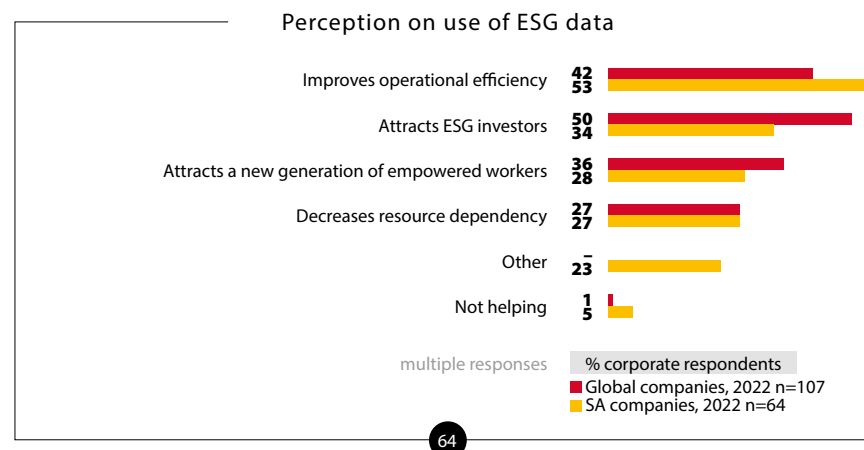 Perception on use of ESG data
Improves operational efficiency 42
53
Attracts ESG investors 50
34
Attracts a new generation of empowered workers 36
28
Decreases resource dependency 27
27
Other –
23
Not helping 1
5
multiple responses % corporate respondents
Global companies, 2022 n=107
SA companies, 2022 n=64
64